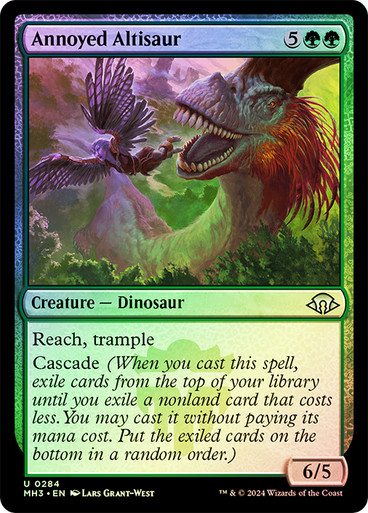 Annoyed Altisaur 5
Creature — Dinosaur
Reach, trample
Cascade (When you cast this spell,
exile cards from the top of your library
until you exile a nonland card that costs
less. You may cast it without paying its
mana cost. Put the exiled cards on the
bottom in a random order.)
6/5
U 0284
MH3 • EN Lars Grant-West
™ & © 2024 Wizards of the Coast